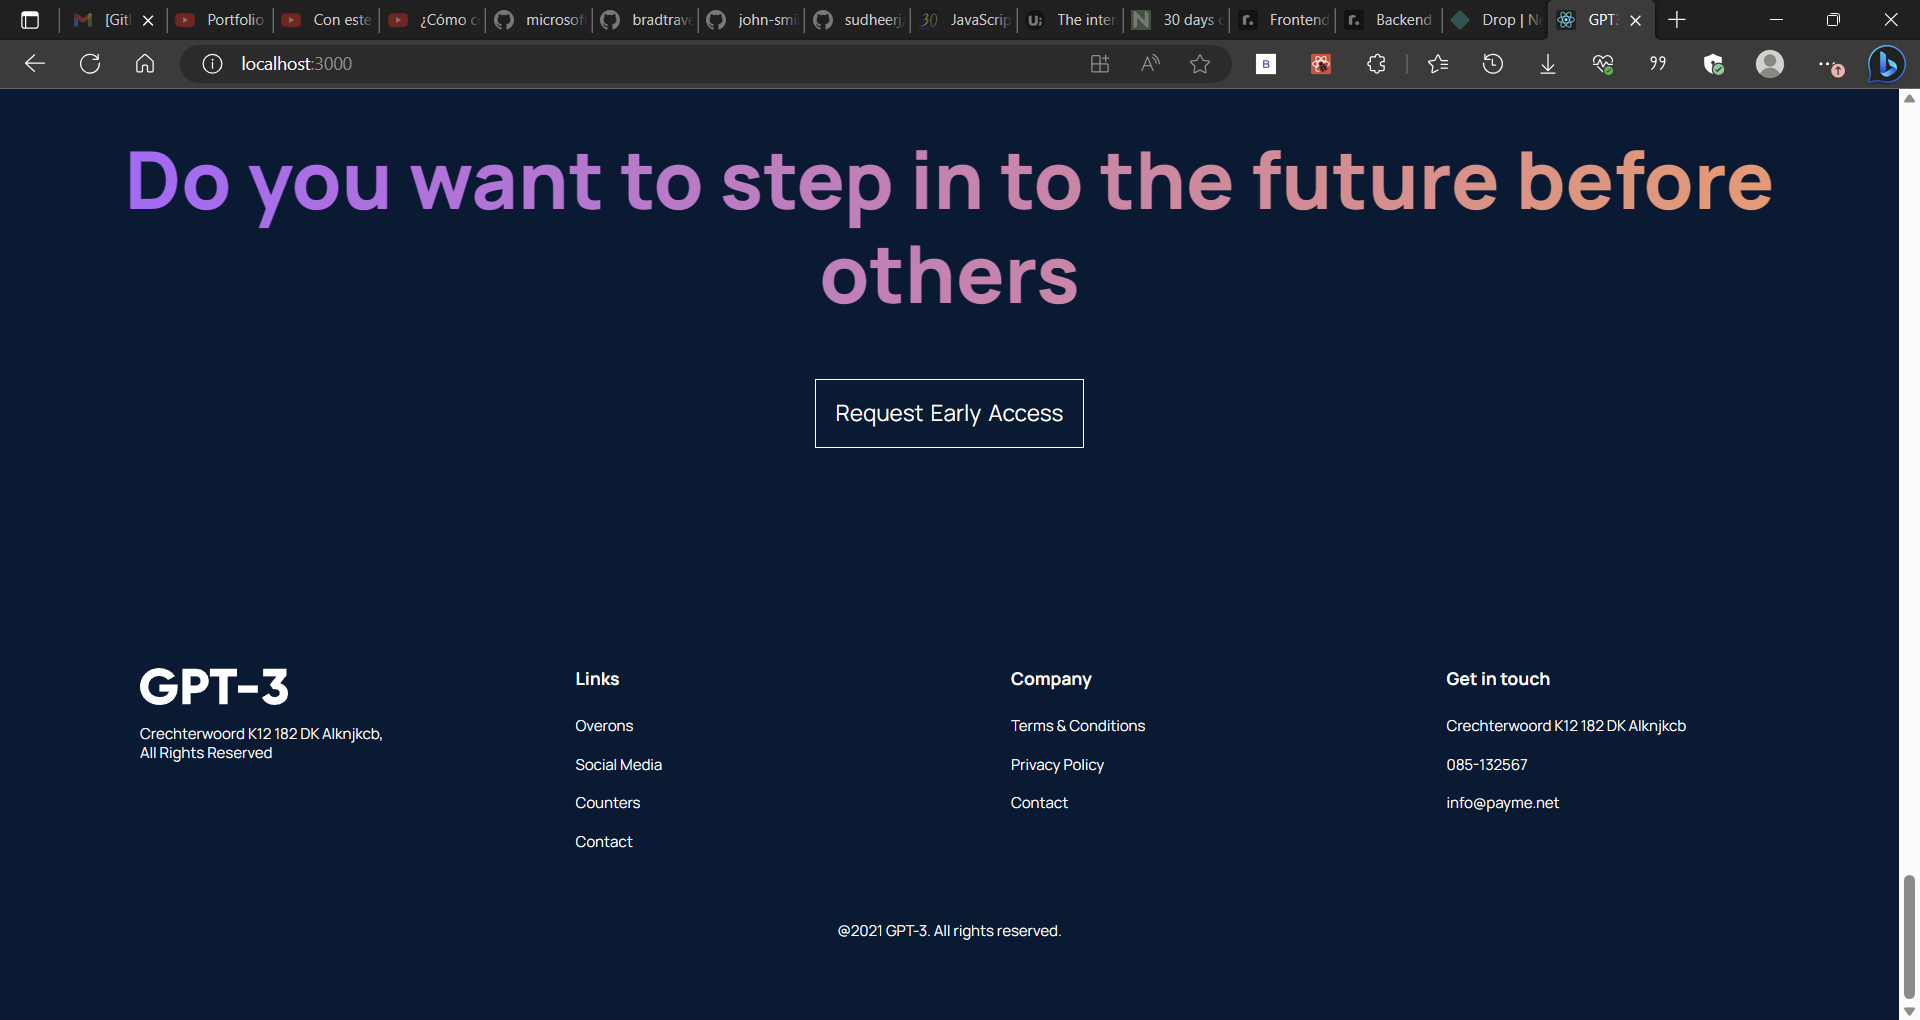 [Git
Portfolio
Con este
¿Cómo c
microsof
bradtrave
john-smi
sudheerj
30 JavaScrip
U; The inter
N 30 days c
r. Frontend
r. Backend
Drop | Ne
GPT
localhost:3000
A
B
Do you want to step in to the future before
others
Request Early Access
GPT-3
Crechterwoord K12 182 DK Alknjkcb,
All Rights Reserved
Links
Overons
Social Media
Counters
Contact
Company
Terms & Conditions
Privacy Policy
Contact
Get in touch
Crechterwoord K12 182 DK Alknjkcb
085-132567
info@payme.net
@2021 GPT-3. All rights reserved.